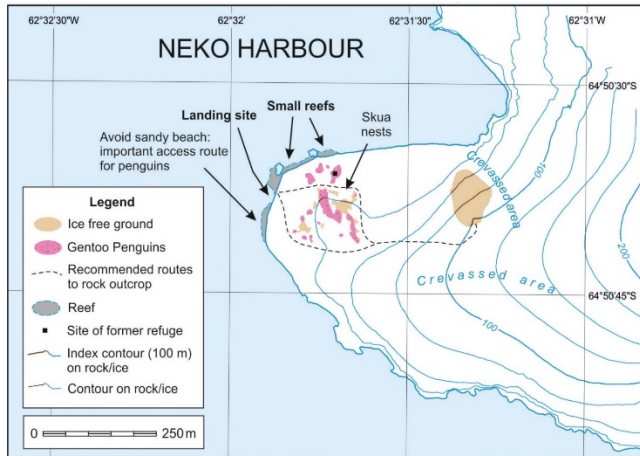 62°32'30"W
62°32'W
62°31'30"W
62°31'W
NEKO HARBOUR
64°50'30"S
Small reefs
Landing site
Skua
nests
Avoid sandy beach:
important access route
for penguins
Crevassed area
100
Legend
Ice free ground
Gentoo Penguins
Recommended routes
to rock outcrop
Reef
Site of former refuge
Index contour (100 m)
on rock/ice
Contour on rock/ice
0 250 m
200
Crevassed area
64°50'45"S
100